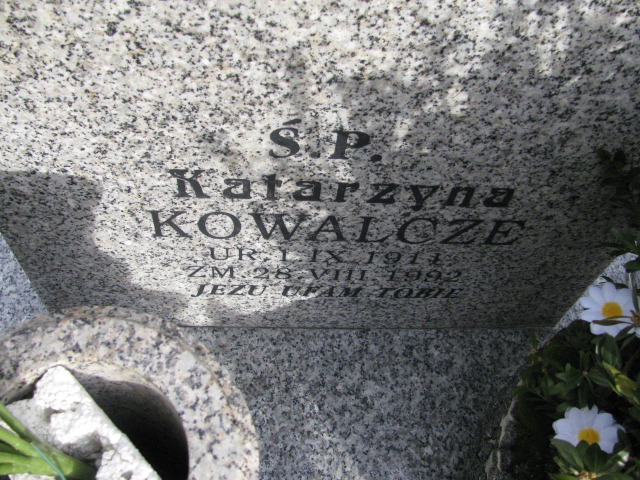 Ś.P.
Katarzyna
KOWALCZE
UR. 1.IX.1911
ZM. 28.VIII.1992
JEZU UFAM TOBIE